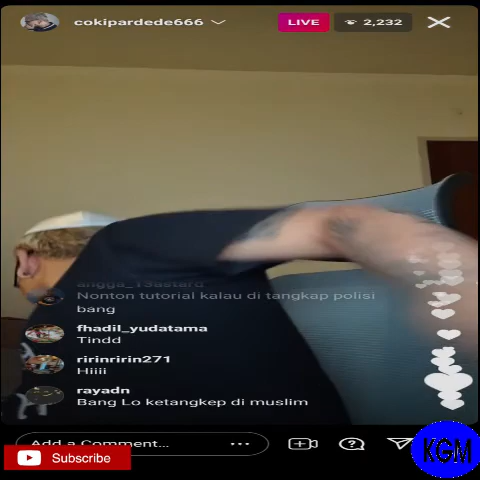 cokipardede666
LIVE
2,232
angga_13astard
Nonton tutorial kalau di tangkap polisi
bang
fhadil_yudatama
Tindd
ririnririn271
Hiiii
rayadn
Bang Lo ketangkep di muslim
Add a Comment...
Subscribe
KGM